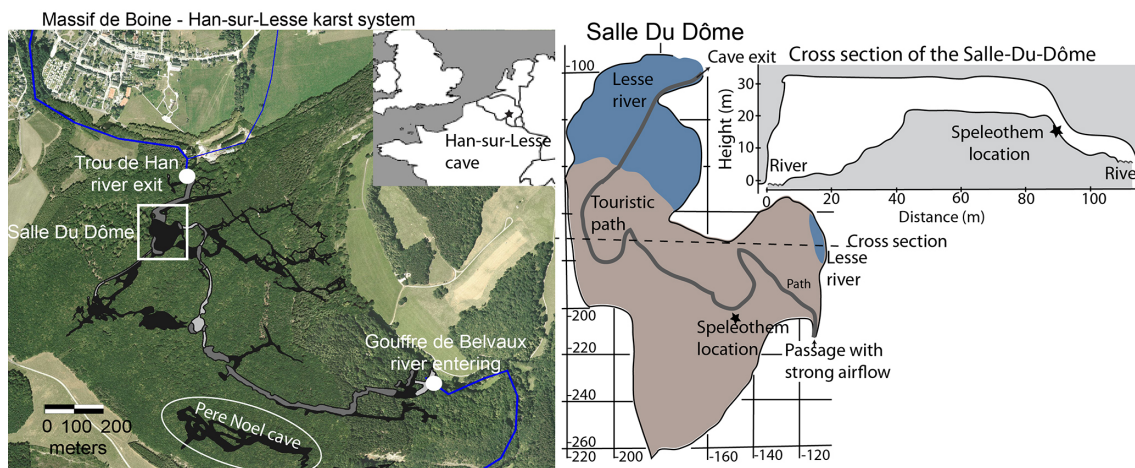 Massif de Boine - Han-sur-Lesse karst system
Han-sur-Lesse
cave
Trou de Han
river exit
Salle Du Dôme
Gouffre de Belvaux
river entering
Pere Noel cave
0 100 200
meters
Salle Du Dôme
Cave exit
-100
Lesse
river
Touristic
path
Cross section
Lesse
river
Path
Speleothem
location
Passage with
strong airflow
-200
-220
-240
-260
-220
-200
-160
-140
-120
Cross section of the Salle-Du-Dôme
Height (m)
30
20
10
0
Speleothem
location
River
River
0 20 40 60 80 100
Distance (m)